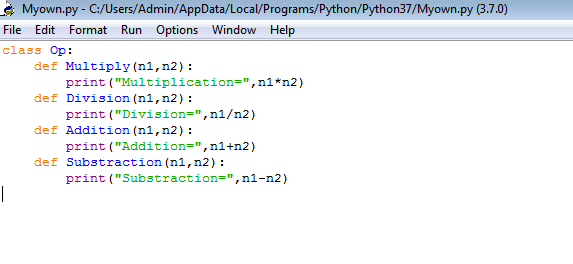 Myown.py - C:/Users/Admin/AppData/Local/Programs/Python/Python37/Myown.py (3.7.0)
File Edit Format Run Options Window Help
class Op:
    def Multiply(n1,n2):
        print("Multiplication=",n1*n2)
    def Division(n1,n2):
        print("Division=",n1/n2)
    def Addition(n1,n2):
        print("Addition=",n1+n2)
    def Substraction(n1,n2):
        print("Substraction=",n1-n2)